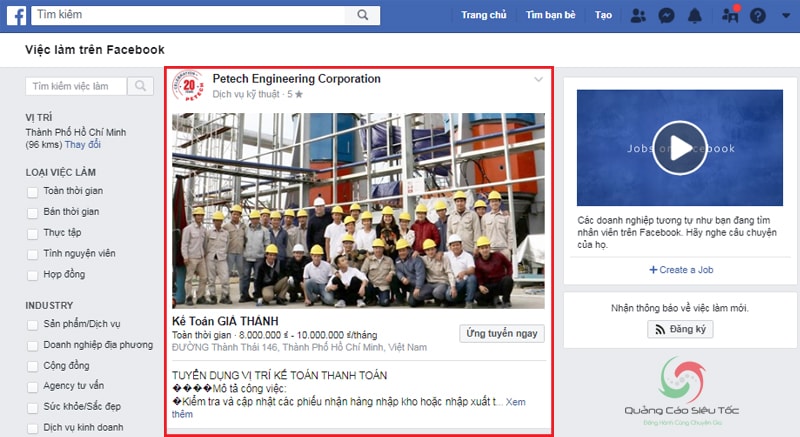 Tìm kiếm
Trang chủ
Tìm bạn bè
Tạo
Việc làm trên Facebook
Tìm kiếm việc làm
VỊ TRÍ
Thành Phố Hồ Chí Minh
(96 kms) Thay đổi
LOẠI VIỆC LÀM
Toàn thời gian
Bán thời gian
Thực tập
Tình nguyện viên
Hợp đồng
INDUSTRY
Sản phẩm/Dịch vụ
Doanh nghiệp địa phương
Cộng đồng
Agency tư vấn
Sức khỏe/Sắc đẹp
Dịch vụ kinh doanh
20
PETECH
Petech Engineering Corporation
Dịch vụ kỹ thuật · 5★
Kế Toán GIÁ THÀNH
Toàn thời gian · 8.000.000 ₫ - 10.000.000 ₫/tháng
ĐƯỜNG Thành Thái 146, Thành Phố Hồ Chí Minh, Việt Nam
Ứng tuyển ngay
TUYỂN DỤNG VỊ TRÍ KẾ TOÁN THANH TOÁN
����Mô tả công việc:
�Kiểm tra và cập nhật các phiếu nhận hàng nhập kho hoặc nhập xuất t... Xem
thêm
Jobs on Facebook
Các doanh nghiệp tương tự như bạn đang tìm
nhân viên trên Facebook. Hãy nghe câu chuyện
của họ.
+ Create a Job
Nhận thông báo về việc làm mới.
Đăng ký
Quảng Cáo Siêu Tốc
Đồng Hành Cùng Chuyên Gia